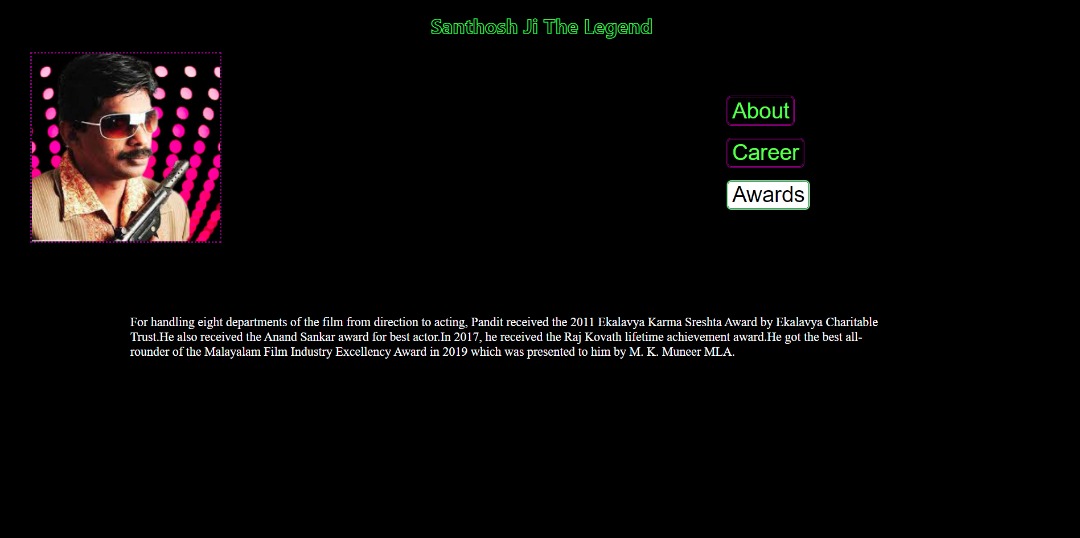 Santhosh Ji The Legend
About
Career
Awards
For handling eight departments of the film from direction to acting, Pandit received the 2011 Ekalavya Karma Sreshta Award by Ekalavya Charitable
Trust.He also received the Anand Sankar award for best actor.In 2017, he received the Raj Kovath lifetime achievement award.He got the best all-
rounder of the Malayalam Film Industry Excellency Award in 2019 which was presented to him by M. K. Muneer MLA.